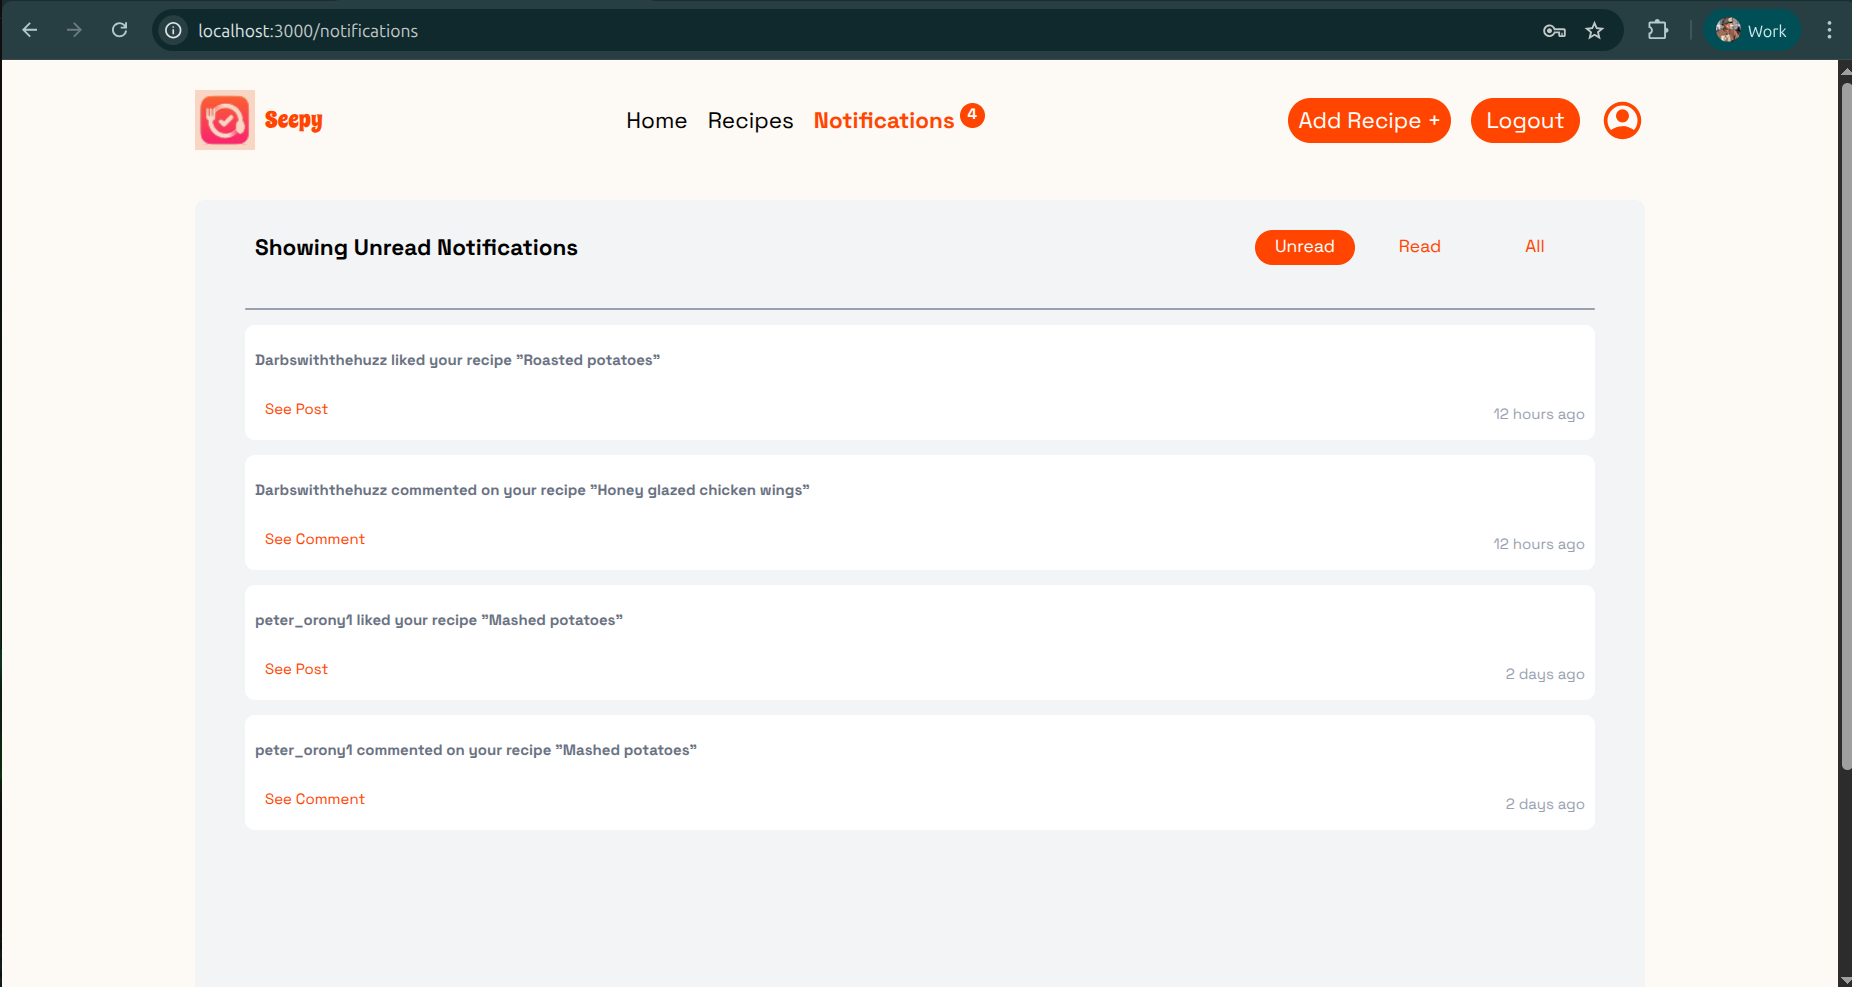 localhost:3000/notifications
Work
Seepy
Home Recipes Notifications 4
Add Recipe + Logout
Showing Unread Notifications
Unread Read All
Darbswiththehuzz liked your recipe "Roasted potatoes"
See Post
12 hours ago
Darbswiththehuzz commented on your recipe "Honey glazed chicken wings"
See Comment
12 hours ago
peter_orony1 liked your recipe "Mashed potatoes"
See Post
2 days ago
peter_orony1 commented on your recipe "Mashed potatoes"
See Comment
2 days ago